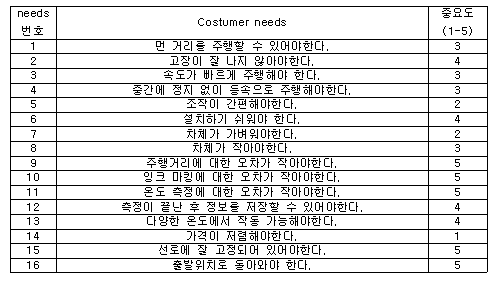 needs 번호 Costumer needs 중요도 (1-5)
1 먼 거리를 주행할 수 있어야한다. 3
2 고장이 잘 나지 않아야한다. 4
3 속도가 빠르게 주행해야 한다. 3
4 중간에 정지 없이 등속으로 주행해야한다. 3
5 조작이 간편해야한다. 2
6 설치하기 쉬워야 한다. 4
7 차체가 가벼워야한다. 2
8 차체가 작아야한다. 3
9 주행거리에 대한 오차가 작아야한다. 5
10 잉크 마킹에 대한 오차가 작아야한다. 5
11 온도 측정에 대한 오차가 작아야한다. 5
12 측정이 끝난 후 정보를 저장할 수 있어야한다. 4
13 다양한 온도에서 작동 가능해야한다. 4
14 가격이 저렴해야한다. 1
15 선로에 잘 고정되어 있어야한다. 5
16 출발위치로 돌아와야 한다. 5